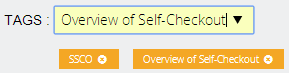 TAGS : Overview of Self-Checkout
SSCO Overview of Self-Checkout